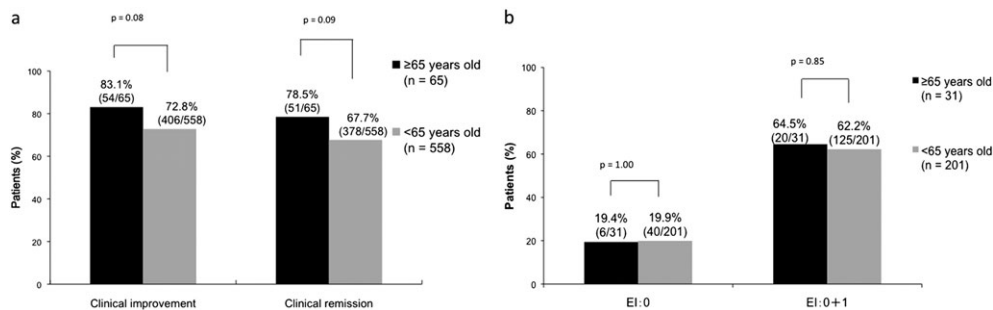 a
p = 0.08
p = 0.09
≥65 years old
(n = 65)
<65 years old
(n = 558)
100
80
60
40
20
0
Patients (%)
83.1%
(54/65)
72.8%
(406/558)
78.5%
(51/65)
67.7%
(378/558)
Clinical improvement
Clinical remission
b
p = 1.00
p = 0.85
≥65 years old
(n = 31)
<65 years old
(n = 201)
100
80
60
40
20
0
Patients (%)
19.4%
(6/31)
19.9%
(40/201)
64.5%
(20/31)
62.2%
(125/201)
EI:0
EI:0+1